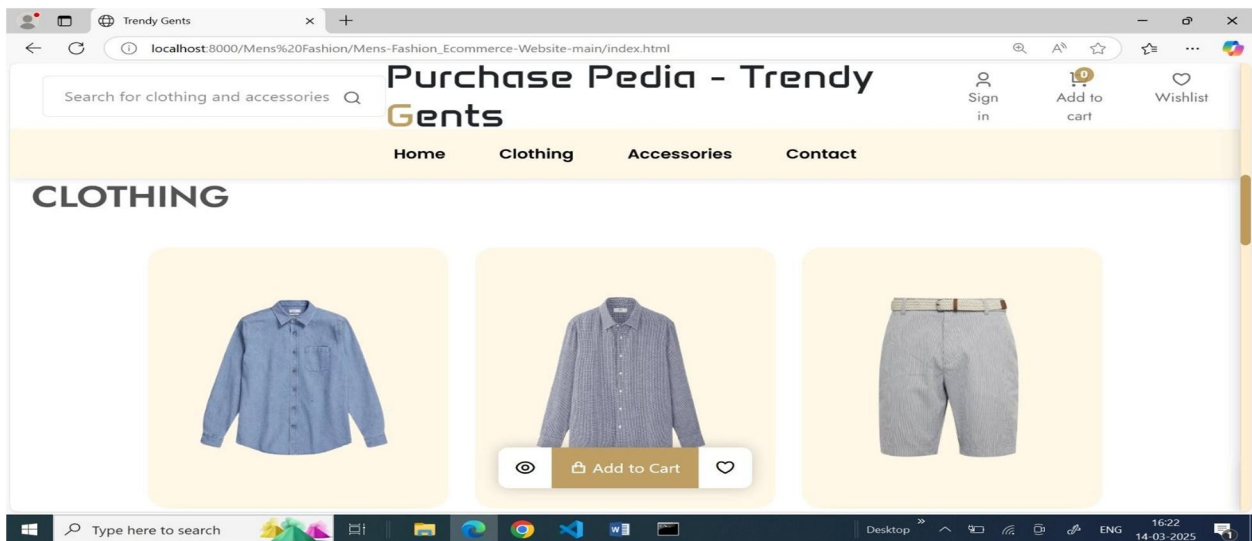 Trendy Gents
localhost:8000/Mens%20Fashion/Mens-Fashion_Ecommerce-Website-main/index.html
Search for clothing and accessories
Purchase Pedia - Trendy
Gents
Sign
in
0
Add to
cart
Wishlist
Home Clothing Accessories Contact
CLOTHING
Add to Cart
Type here to search
Desktop
ENG
16:22
14-03-2025
1